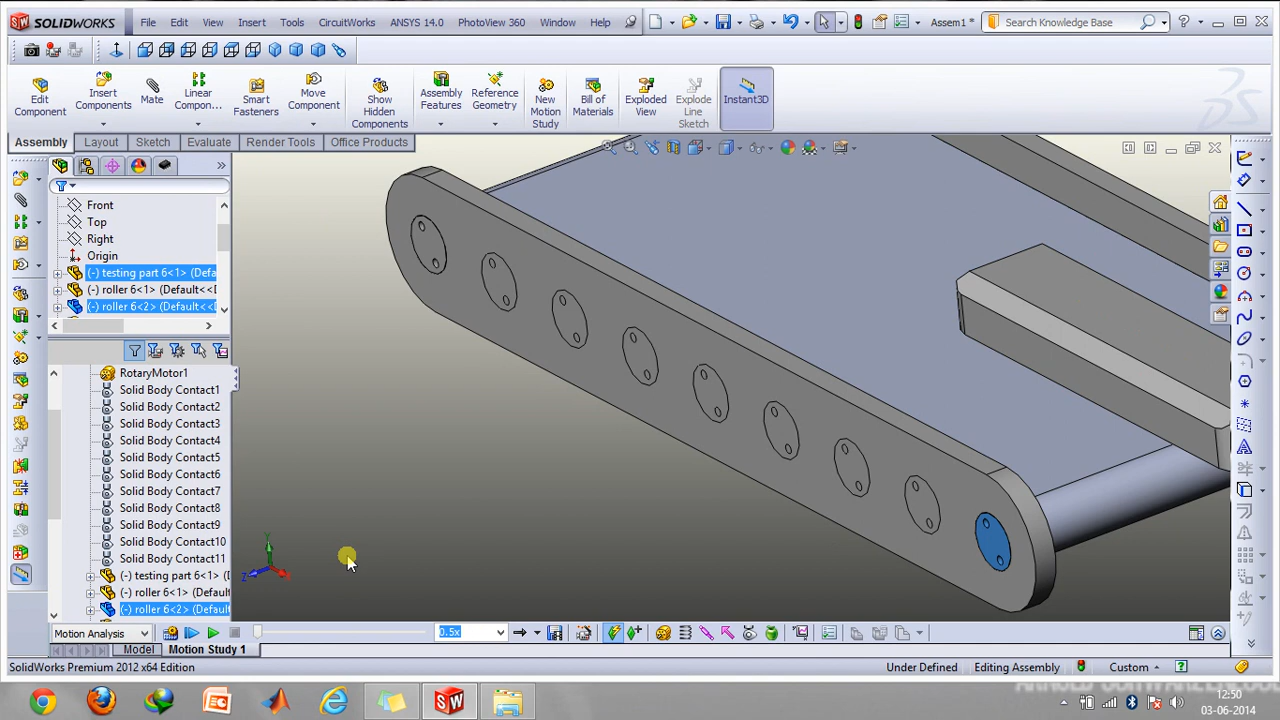 SOLIDWORKS File Edit View Insert Tools CircuitWorks ANSYS 14.0 PhotoView 360 Window Help Assem1 * Search Knowledge Base
Edit Component
Insert Components
Mate
Linear Compon...
Smart Fasteners
Move Component
Show Hidden Components
Assembly Features
Reference Geometry
New Motion Study
Bill of Materials
Exploded View
Explode Line Sketch
Instant3D
Assembly Layout Sketch Evaluate Render Tools Office Products
Front
Top
Right
Origin
(-) testing part 6<1> (Defa
(-) roller 6<1> (Default<<D
(-) roller 6<2> (Default<<D
RotaryMotor1
Solid Body Contact1
Solid Body Contact2
Solid Body Contact3
Solid Body Contact4
Solid Body Contact5
Solid Body Contact6
Solid Body Contact7
Solid Body Contact8
Solid Body Contact9
Solid Body Contact10
Solid Body Contact11
(-) testing part 6<1> (D
(-) roller 6<1> (Defaul
(-) roller 6<2> (Defaul
Y
Z
Motion Analysis 0.5x
Model Motion Study 1
SolidWorks Premium 2012 x64 Edition Under Defined Editing Assembly Custom
12:50
03-06-2014